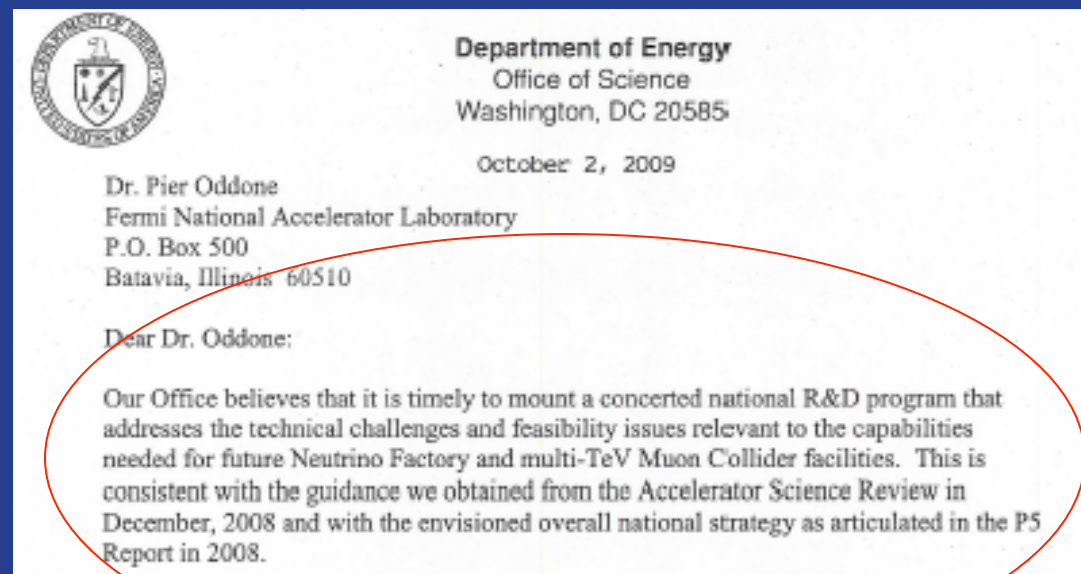 Department of Energy
Office of Science
Washington, DC 20585
October 2, 2009
Dr. Pier Oddone
Fermi National Accelerator Laboratory
P.O. Box 500
Batavia, Illinois 60510
Dear Dr. Oddone:
Our Office believes that it is timely to mount a concerted national R&D program that
addresses the technical challenges and feasibility issues relevant to the capabilities
needed for future Neutrino Factory and multi-TeV Muon Collider facilities. This is
consistent with the guidance we obtained from the Accelerator Science Review in
December, 2008 and with the envisioned overall national strategy as articulated in the P5
Report in 2008.